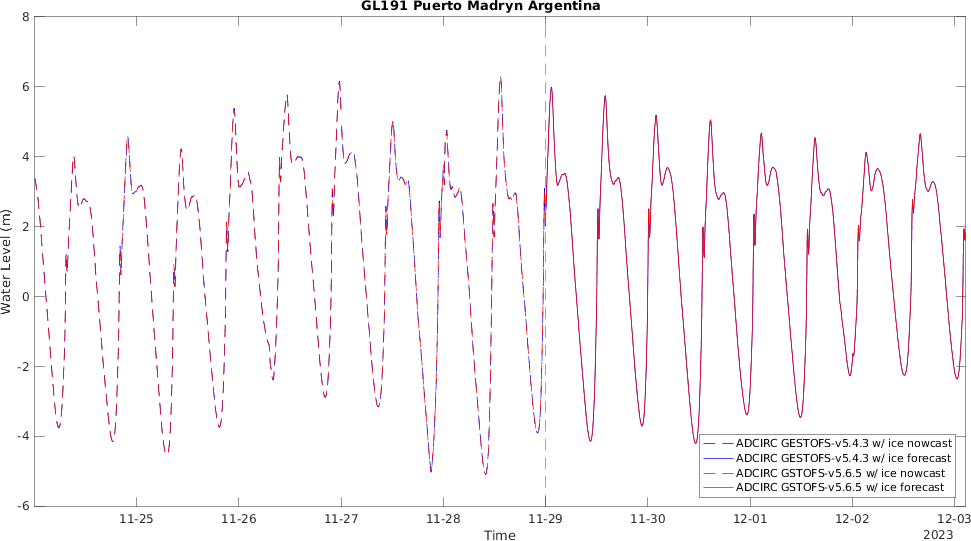 GL191 Puerto Madryn Argentina
8
6
4
2
0
-2
-4
-6
Water Level (m)
ADCIRC GESTOFS-v5.4.3 w/ ice nowcast
ADCIRC GESTOFS-v5.4.3 w/ ice forecast
ADCIRC GSTOFS-v5.6.5 w/ ice nowcast
ADCIRC GSTOFS-v5.6.5 w/ ice forecast
11-25 11-26 11-27 11-28 11-29 11-30 12-01 12-02 12-03
Time
2023